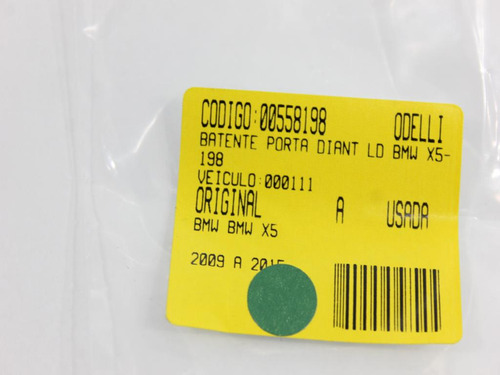 CODIGO:00558198 ODELLI
BATENTE PORTA DIANT LD BMW X5-
198
VEICULO:000111
ORIGINAL A USADA
BMW BMW X5
2009 A 2015